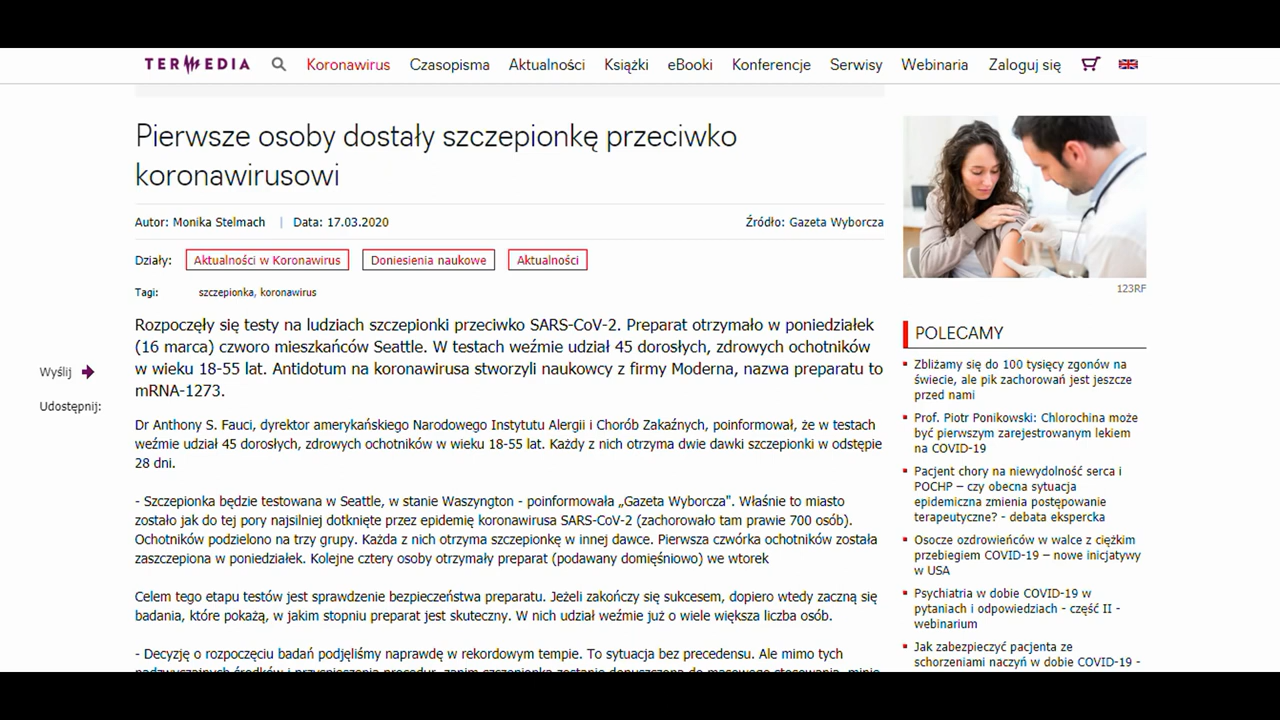 TERMEDIA
Koronawirus
Czasopisma
Aktualności
Książki
eBooki
Konferencje
Serwisy
Webinaria
Zaloguj się
Pierwsze osoby dostały szczepionkę przeciwko
koronawirusowi
Autor: Monika Stelmach | Data: 17.03.2020
Źródło: Gazeta Wyborcza
Działy: Aktualności w Koronawirus Doniesienia naukowe Aktualności
Tagi: szczepionka, koronawirus
Rozpoczęły się testy na ludziach szczepionki przeciwko SARS-CoV-2. Preparat otrzymało w poniedziałek
(16 marca) czworo mieszkańców Seattle. W testach weźmie udział 45 dorosłych, zdrowych ochotników
w wieku 18-55 lat. Antidotum na koronawirusa stworzyli naukowcy z firmy Moderna, nazwa preparatu to
mRNA-1273.
Wyślij
Udostępnij:
Dr Anthony S. Fauci, dyrektor amerykańskiego Narodowego Instytutu Alergii i Chorób Zakaźnych, poinformował, że w testach
weźmie udział 45 dorosłych, zdrowych ochotników w wieku 18-55 lat. Każdy z nich otrzyma dwie dawki szczepionki w odstępie
28 dni.
- Szczepionka będzie testowana w Seattle, w stanie Waszyngton - poinformowała „Gazeta Wyborcza". Właśnie to miasto
zostało jak do tej pory najsilniej dotknięte przez epidemię koronawirusa SARS-CoV-2 (zachorowało tam prawie 700 osób).
Ochotników podzielono na trzy grupy. Każda z nich otrzyma szczepionkę w innej dawce. Pierwsza czwórka ochotników została
zaszczepiona w poniedziałek. Kolejne cztery osoby otrzymały preparat (podawany domięśniowo) we wtorek
Celem tego etapu testów jest sprawdzenie bezpieczeństwa preparatu. Jeżeli zakończy się sukcesem, dopiero wtedy zaczną się
badania, które pokażą, w jakim stopniu preparat jest skuteczny. W nich udział weźmie już o wiele większa liczba osób.
- Decyzję o rozpoczęciu badań podjęliśmy naprawdę w rekordowym tempie. To sytuacja bez precedensu. Ale mimo tych
123RF
POLECAMY
Zbliżamy się do 100 tysięcy zgonów na
świecie, ale pik zachorowań jest jeszcze
przed nami
Prof. Piotr Ponikowski: Chlorochina może
być pierwszym zarejestrowanym lekiem
na COVID-19
Pacjent chory na niewydolność serca i
POCHP – czy obecna sytuacja
epidemiczna zmienia postępowanie
terapeutyczne? - debata ekspercka
Osocze ozdrowieńców w walce z ciężkim
przebiegiem COVID-19 – nowe inicjatywy
w USA
Psychiatria w dobie COVID-19 w
pytaniach i odpowiedziach - część II -
webinarium
Jak zabezpieczyć pacjenta ze
schorzeniami naczyń w dobie COVID-19 -